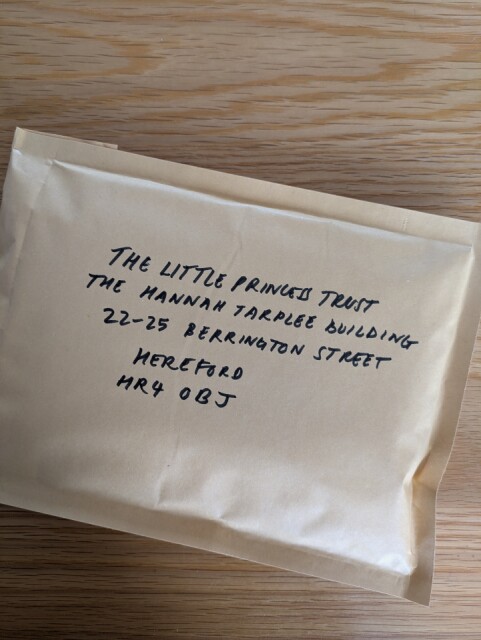 THE LITTLE PRINCESS TRUST
THE HANNAH TARPLEE BUILDING
22-25 BERRINGTON STREET
HEREFORD
HR4 0BJ